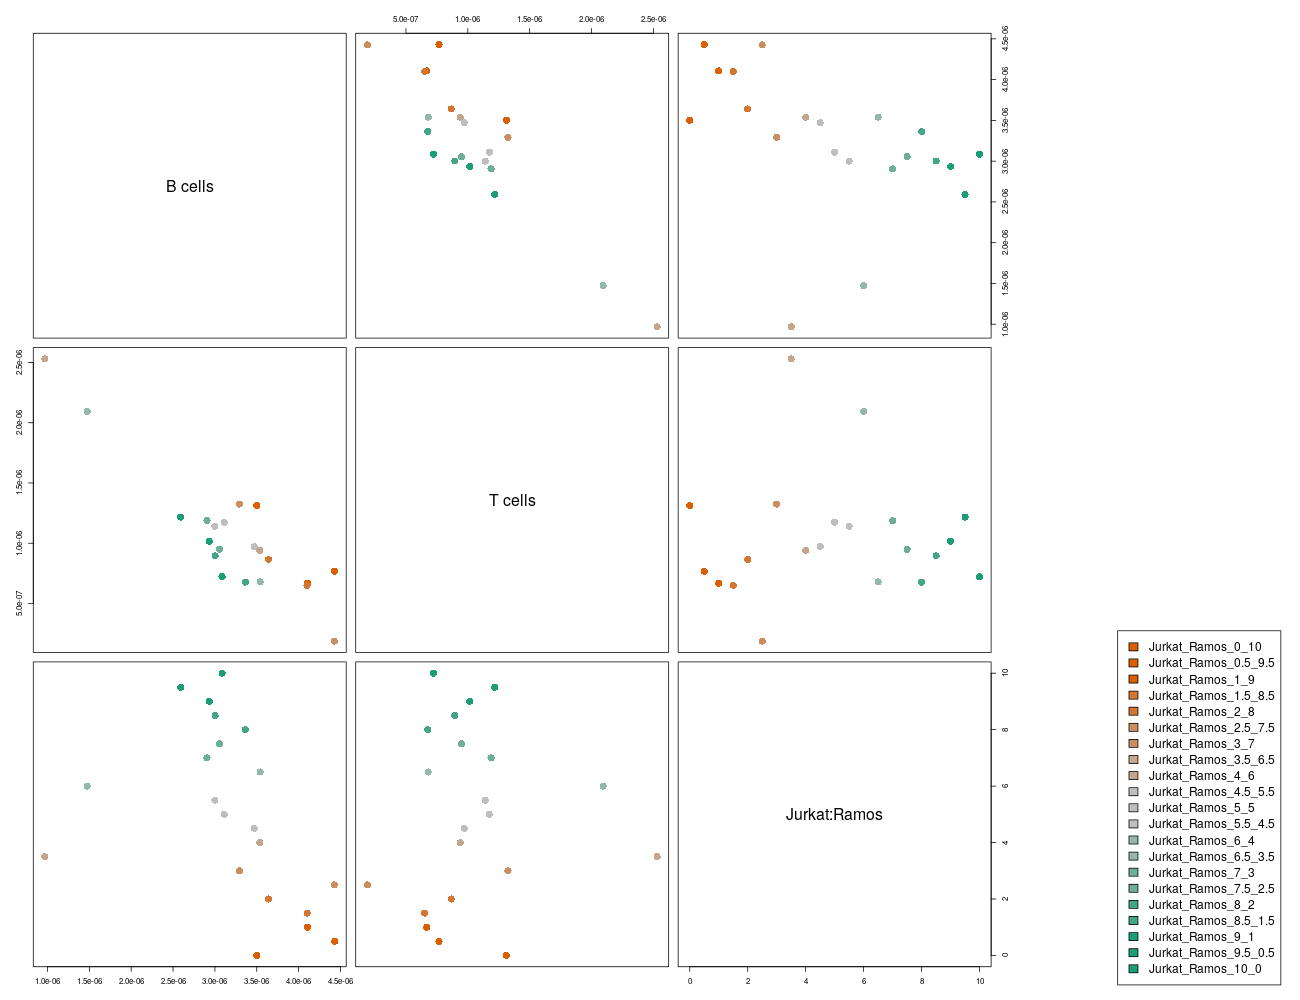 5.0e-07 1.0e-06 1.5e-06 2.0e-06 2.5e-06
B cells
1.0e-06 1.5e-06 2.0e-06 2.5e-06 3.0e-06 3.5e-06 4.0e-06 4.5e-06
5.0e-07 1.0e-06 1.5e-06 2.0e-06 2.5e-06
T cells
Jurkat:Ramos
0 2 4 6 8 10
1.0e-06 1.5e-06 2.0e-06 2.5e-06 3.0e-06 3.5e-06 4.0e-06 4.5e-06
0 2 4 6 8 10
Jurkat_Ramos_0_10
Jurkat_Ramos_0.5_9.5
Jurkat_Ramos_1_9
Jurkat_Ramos_1.5_8.5
Jurkat_Ramos_2_8
Jurkat_Ramos_2.5_7.5
Jurkat_Ramos_3_7
Jurkat_Ramos_3.5_6.5
Jurkat_Ramos_4_6
Jurkat_Ramos_4.5_5.5
Jurkat_Ramos_5_5
Jurkat_Ramos_5.5_4.5
Jurkat_Ramos_6_4
Jurkat_Ramos_6.5_3.5
Jurkat_Ramos_7_3
Jurkat_Ramos_7.5_2.5
Jurkat_Ramos_8_2
Jurkat_Ramos_8.5_1.5
Jurkat_Ramos_9_1
Jurkat_Ramos_9.5_0.5
Jurkat_Ramos_10_0